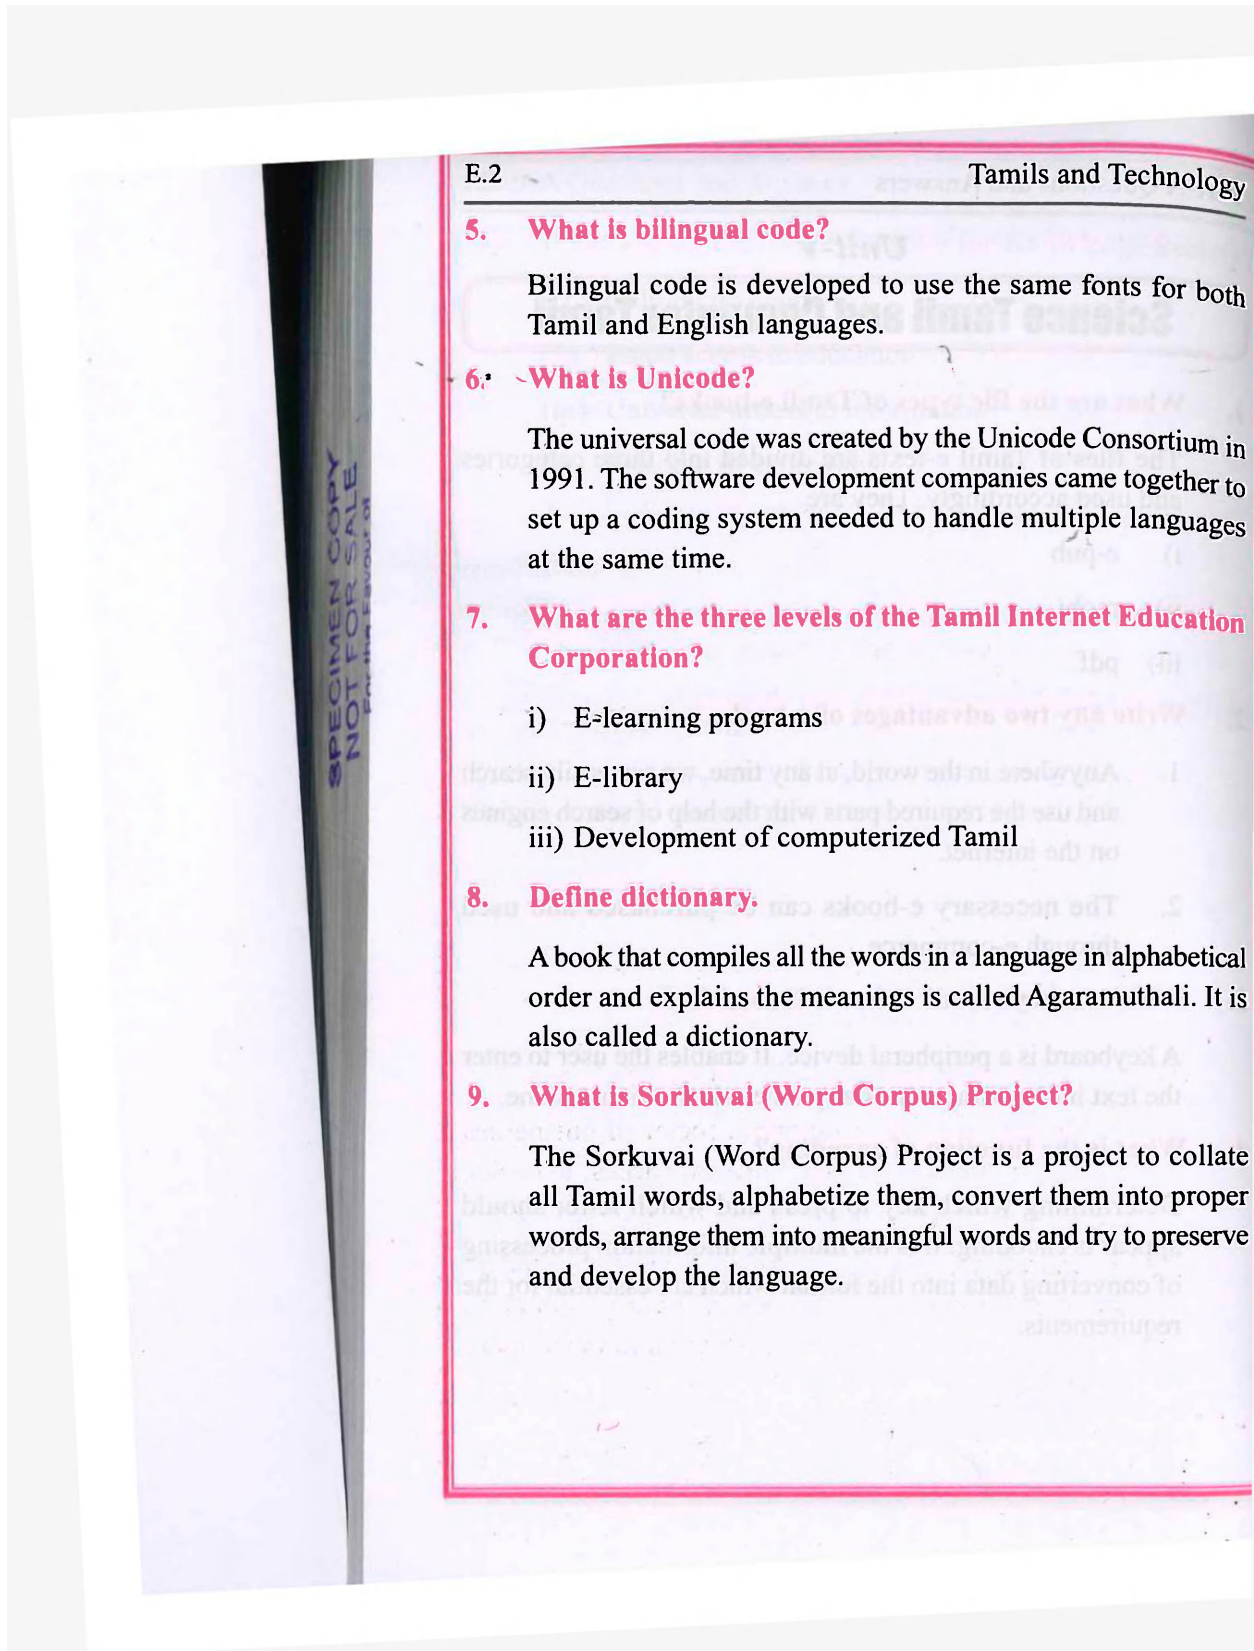 E.2 Tamils and Technology
5. What is bilingual code?
Bilingual code is developed to use the same fonts for both
Tamil and English languages.
6. What is Unicode?
The universal code was created by the Unicode Consortium in
1991. The software development companies came together to
set up a coding system needed to handle multiple languages
at the same time.
7. What are the three levels of the Tamil Internet Education
Corporation?
i) E-learning programs
ii) E-library
iii) Development of computerized Tamil
8. Define dictionary.
A book that compiles all the words in a language in alphabetical
order and explains the meanings is called Agaramuthali. It is
also called a dictionary.
9. What is Sorkuvai (Word Corpus) Project?
The Sorkuvai (Word Corpus) Project is a project to collate
all Tamil words, alphabetize them, convert them into proper
words, arrange them into meaningful words and try to preserve
and develop the language.
SPECIMEN COPY
NOT FOR SALE
For the Favour of